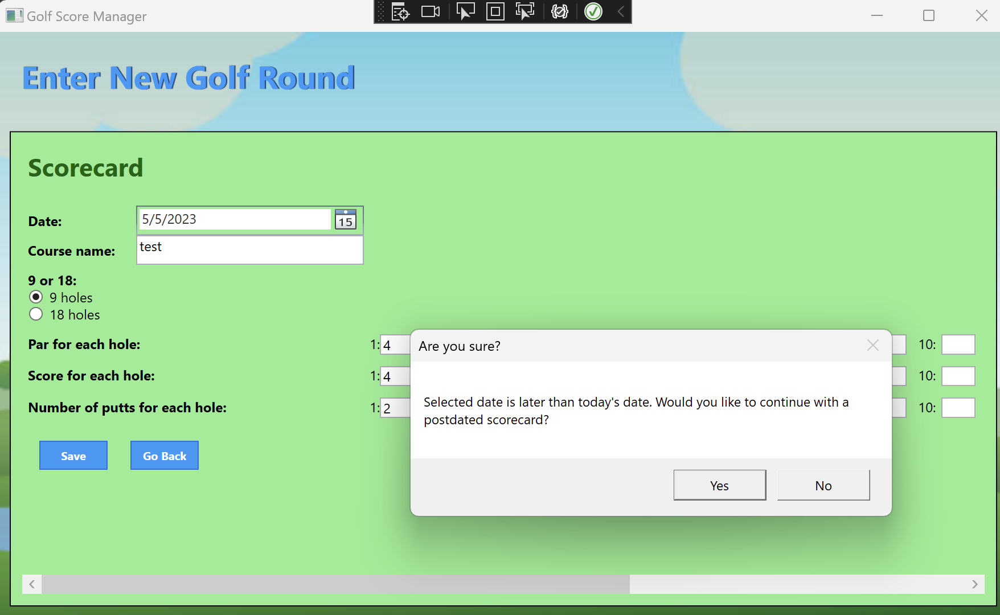 Golf Score Manager
Enter New Golf Round
Scorecard
Date:
5/5/2023
15
Course name:
test
9 or 18:
9 holes
18 holes
Par for each hole:
1:
4
10:
Score for each hole:
1:
4
10:
Number of putts for each hole:
1:
2
10:
Save
Go Back
Are you sure?
Selected date is later than today's date. Would you like to continue with a
postdated scorecard?
Yes
No